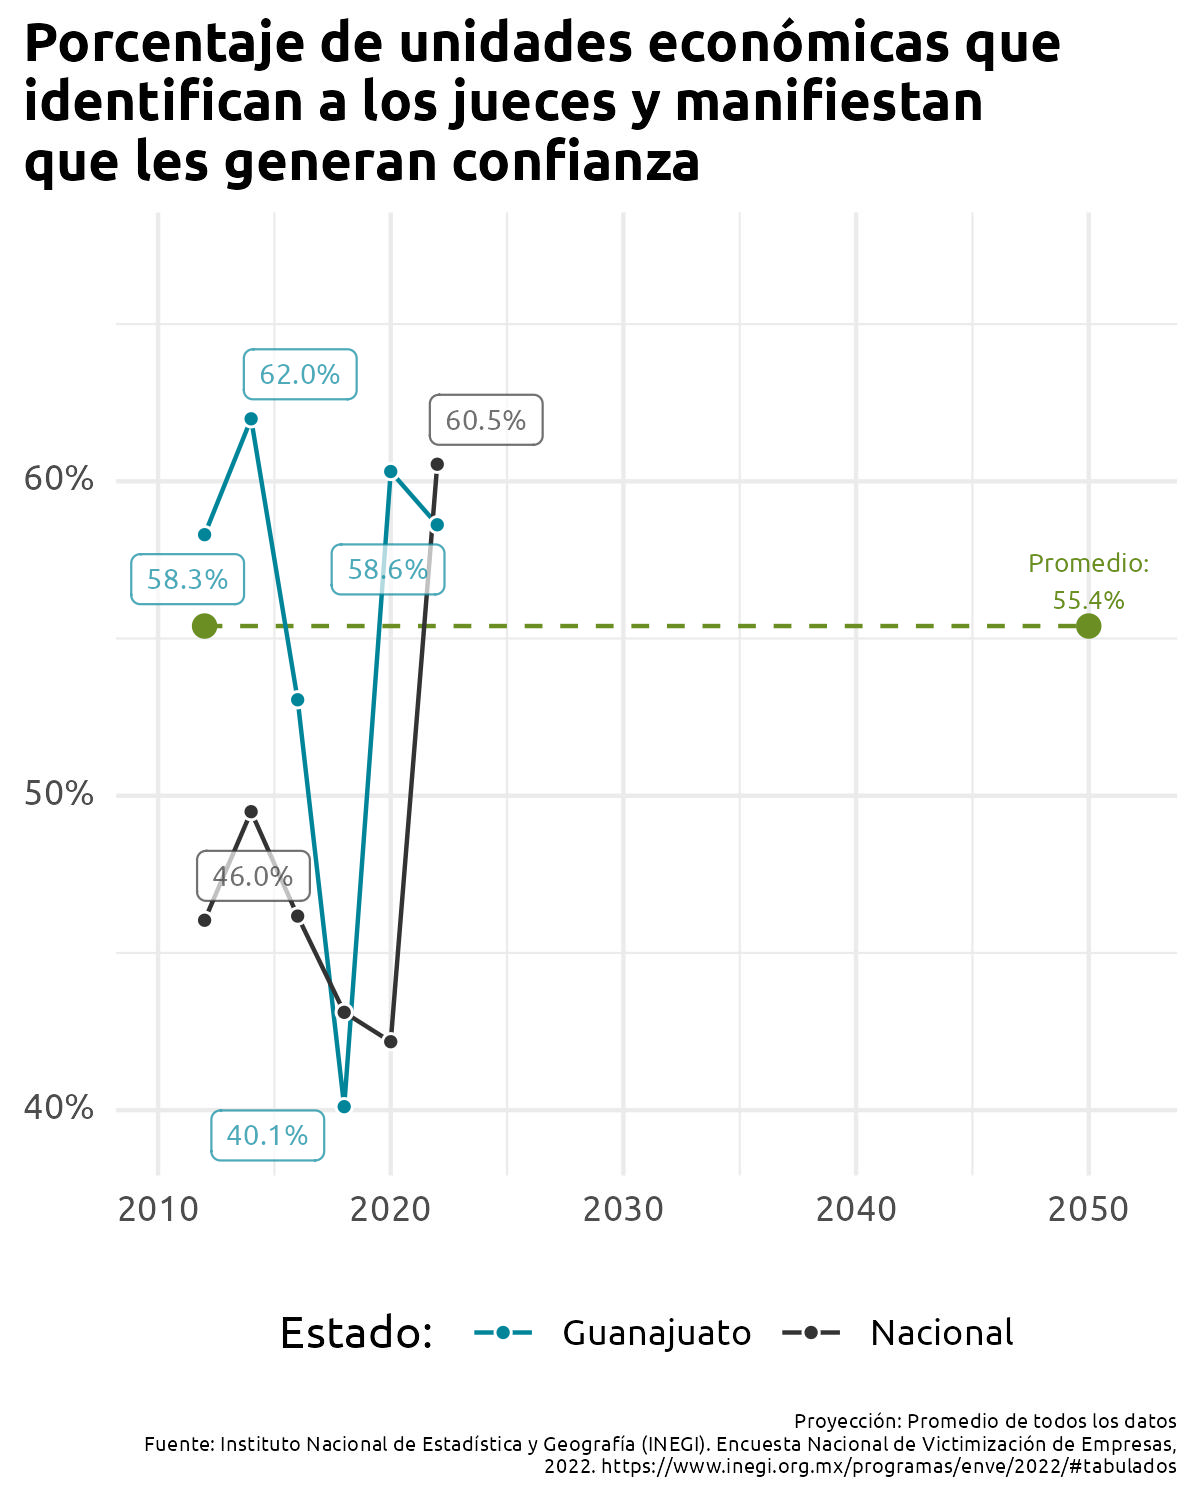 Porcentaje de unidades económicas que
identifican a los jueces y manifiestan
que les generan confianza
62.0%
60.5%
60%
58.3%
58.6%
Promedio:
55.4%
50%
46.0%
40%
40.1%
2010 2020 2030 2040 2050
Estado: Guanajuato Nacional
Proyección: Promedio de todos los datos
Fuente: Instituto Nacional de Estadística y Geografía (INEGI). Encuesta Nacional de Victimización de Empresas,
2022. https://www.inegi.org.mx/programas/enve/2022/#tabulados